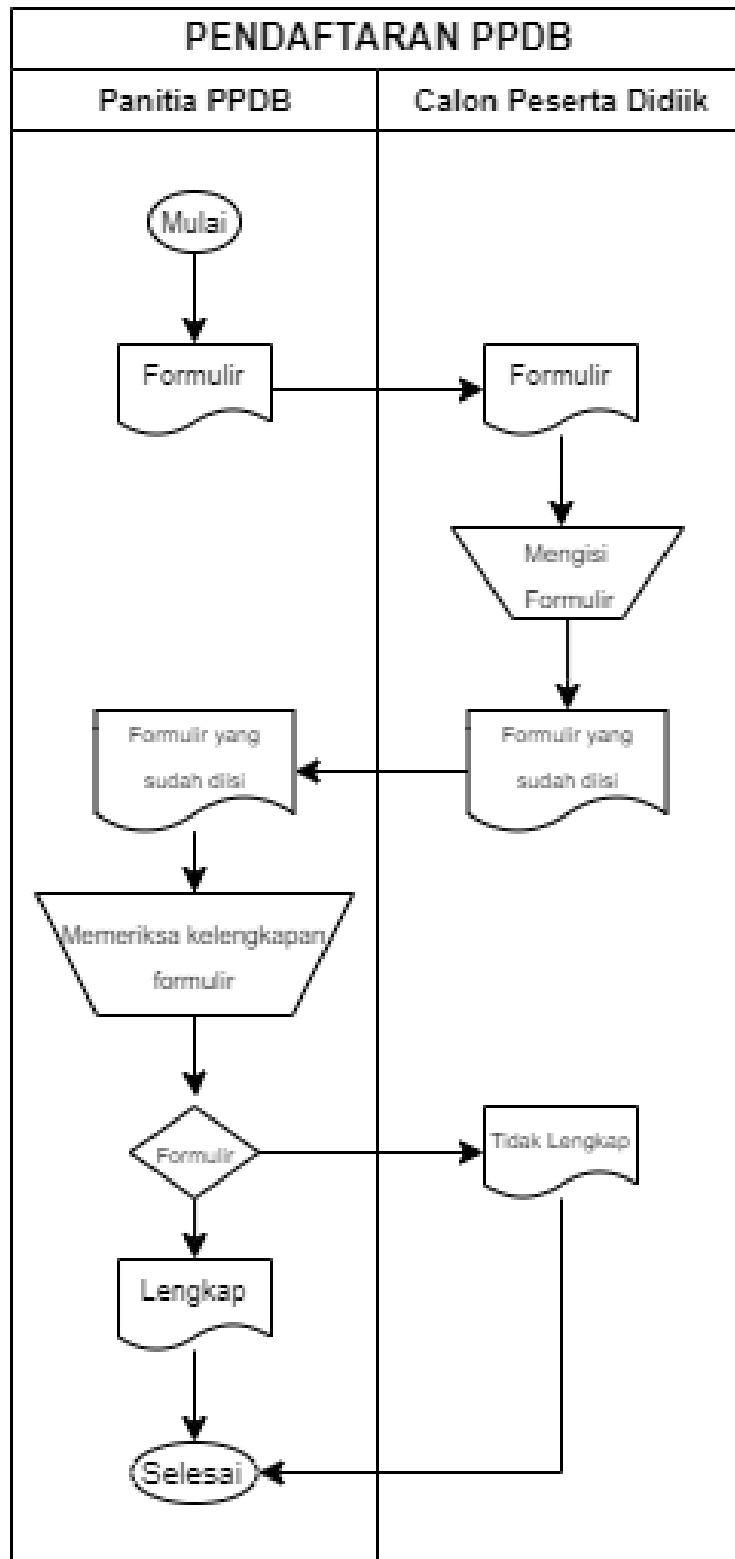 PENDAFTARAN PPDB
Panitia PPDB
Calon Peserta Didiik
Mulai
Formulir
Formulir
Mengisi
Formulir
Formulir yang
sudah diisi
Formulir yang
sudah diisi
Memeriksa kelengkapan
formulir
Formulir
Tidak Lengkap
Lengkap
Selesai